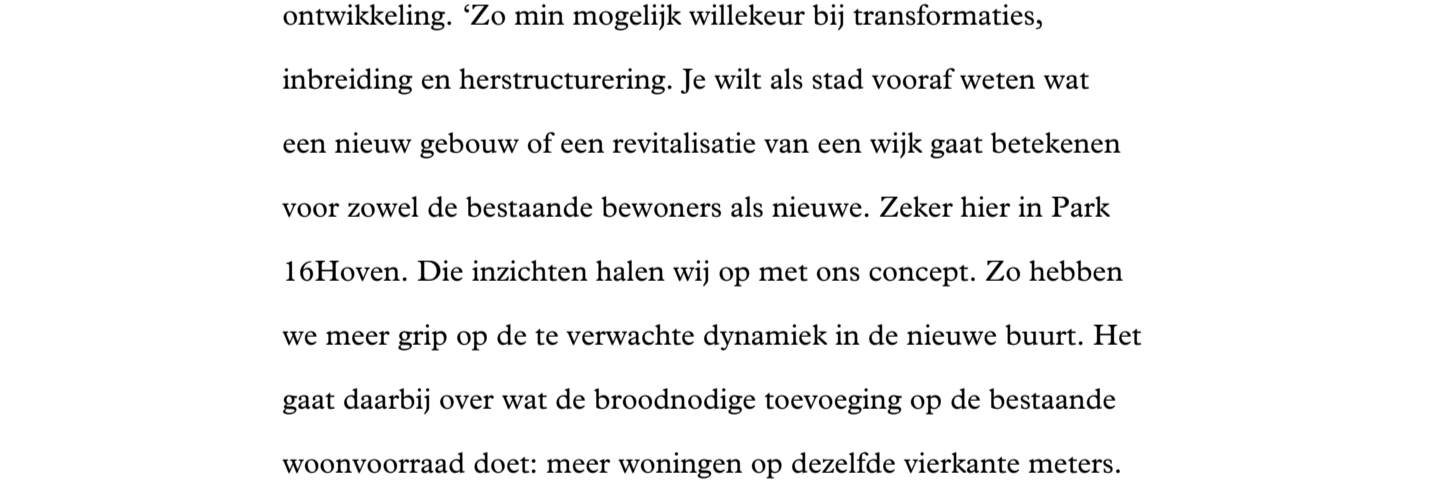 ontwikkeling. ‘Zo min mogelijk willekeur bij transformaties,
inbreiding en herstructurering. Je wilt als stad vooraf weten wat
een nieuw gebouw of een revitalisatie van een wijk gaat betekenen
voor zowel de bestaande bewoners als nieuwe. Zeker hier in Park
16Hoven. Die inzichten halen wij op met ons concept. Zo hebben
we meer grip op de te verwachte dynamiek in de nieuwe buurt. Het
gaat daarbij over wat de broodnodige toevoeging op de bestaande
woonvoorraad doet: meer woningen op dezelfde vierkante meters.